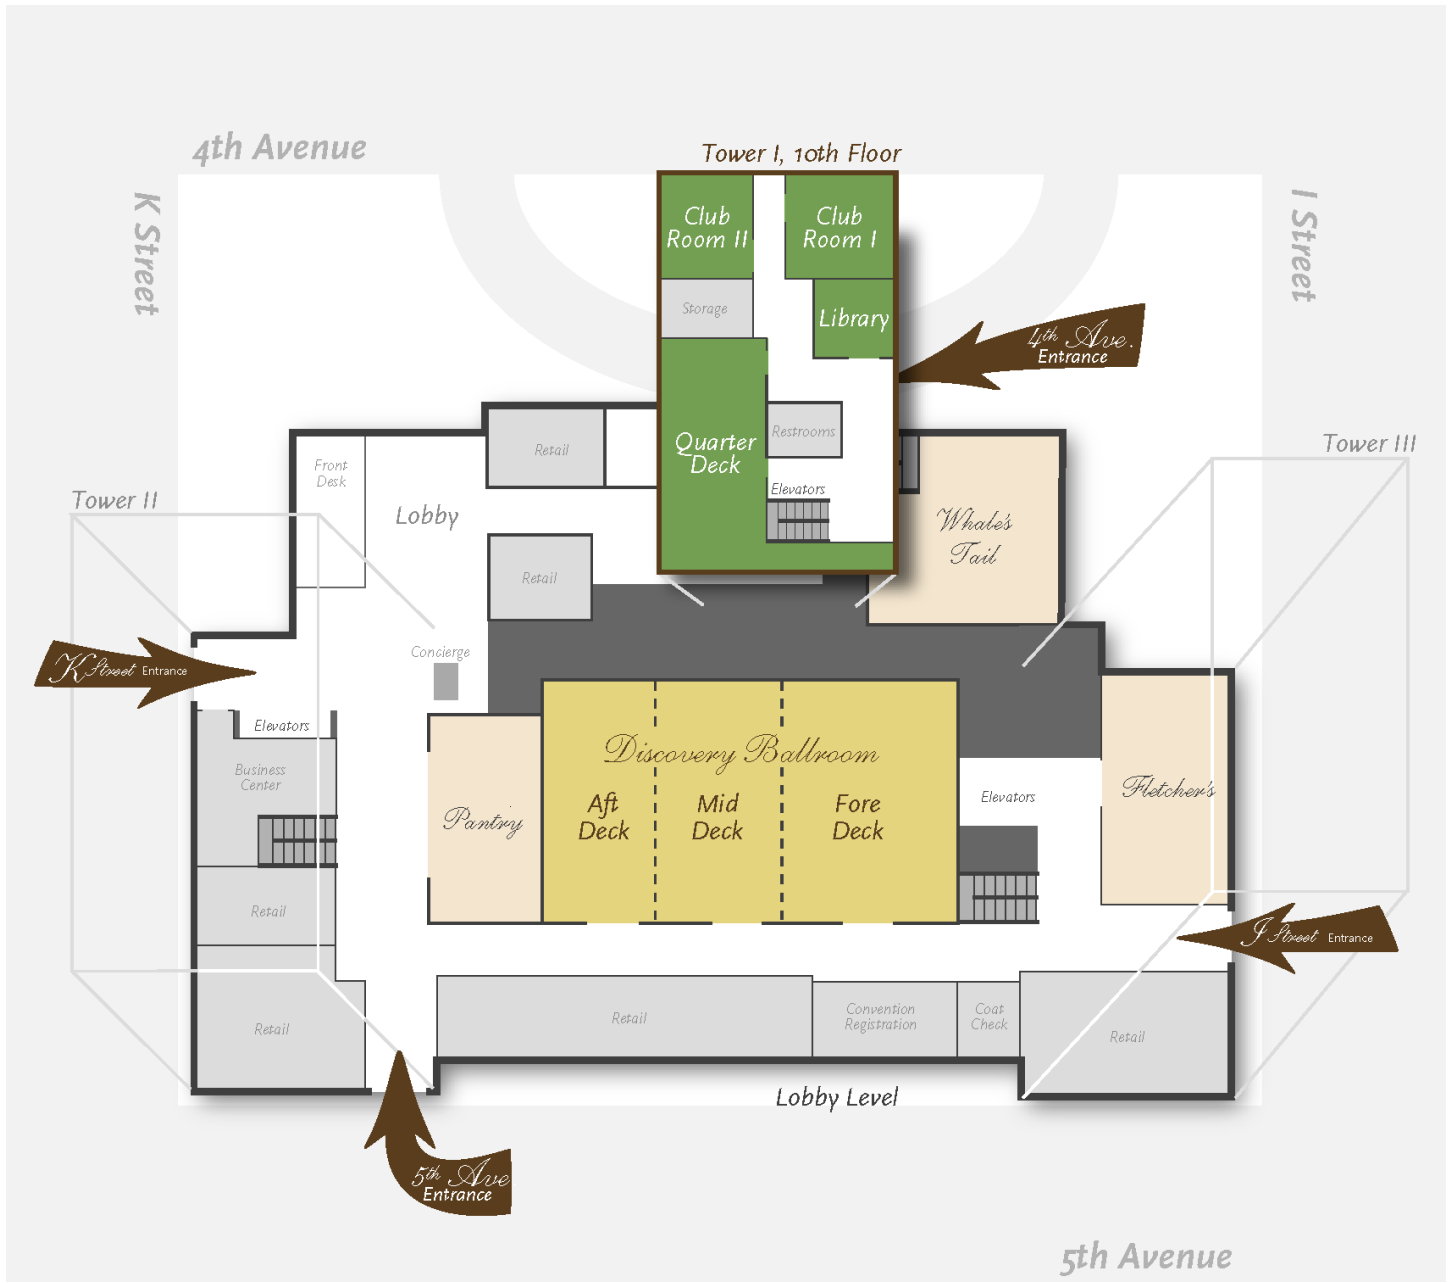 4th Avenue
Tower I, 10th Floor
K Street
I Street
Club
Room II
Club
Room I
Storage
Library
4th Ave.
Entrance
Quarter
Deck
Restrooms
Elevators
Retail
Front
Desk
Lobby
Tower II
Tower III
Whale's
Tail
Retail
Concierge
K Street Entrance
Elevators
Business
Center
Discovery Ballroom
Aft
Deck
Mid
Deck
Fore
Deck
Pantry
Elevators
Fletcher's
Retail
I Street Entrance
Retail
Retail
Convention
Registration
Coat
Check
Retail
Lobby Level
5th Ave
Entrance
5th Avenue